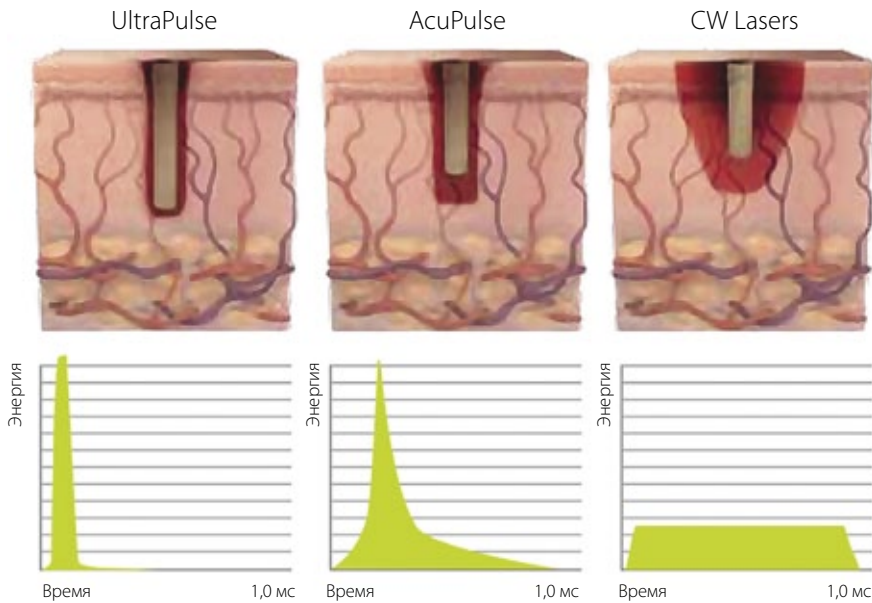 UltraPulse
AcuPulse
CW Lasers
Энергия
Энергия
Энергия
Время
1,0 мс
Время
1,0 мс
Время
1,0 мс